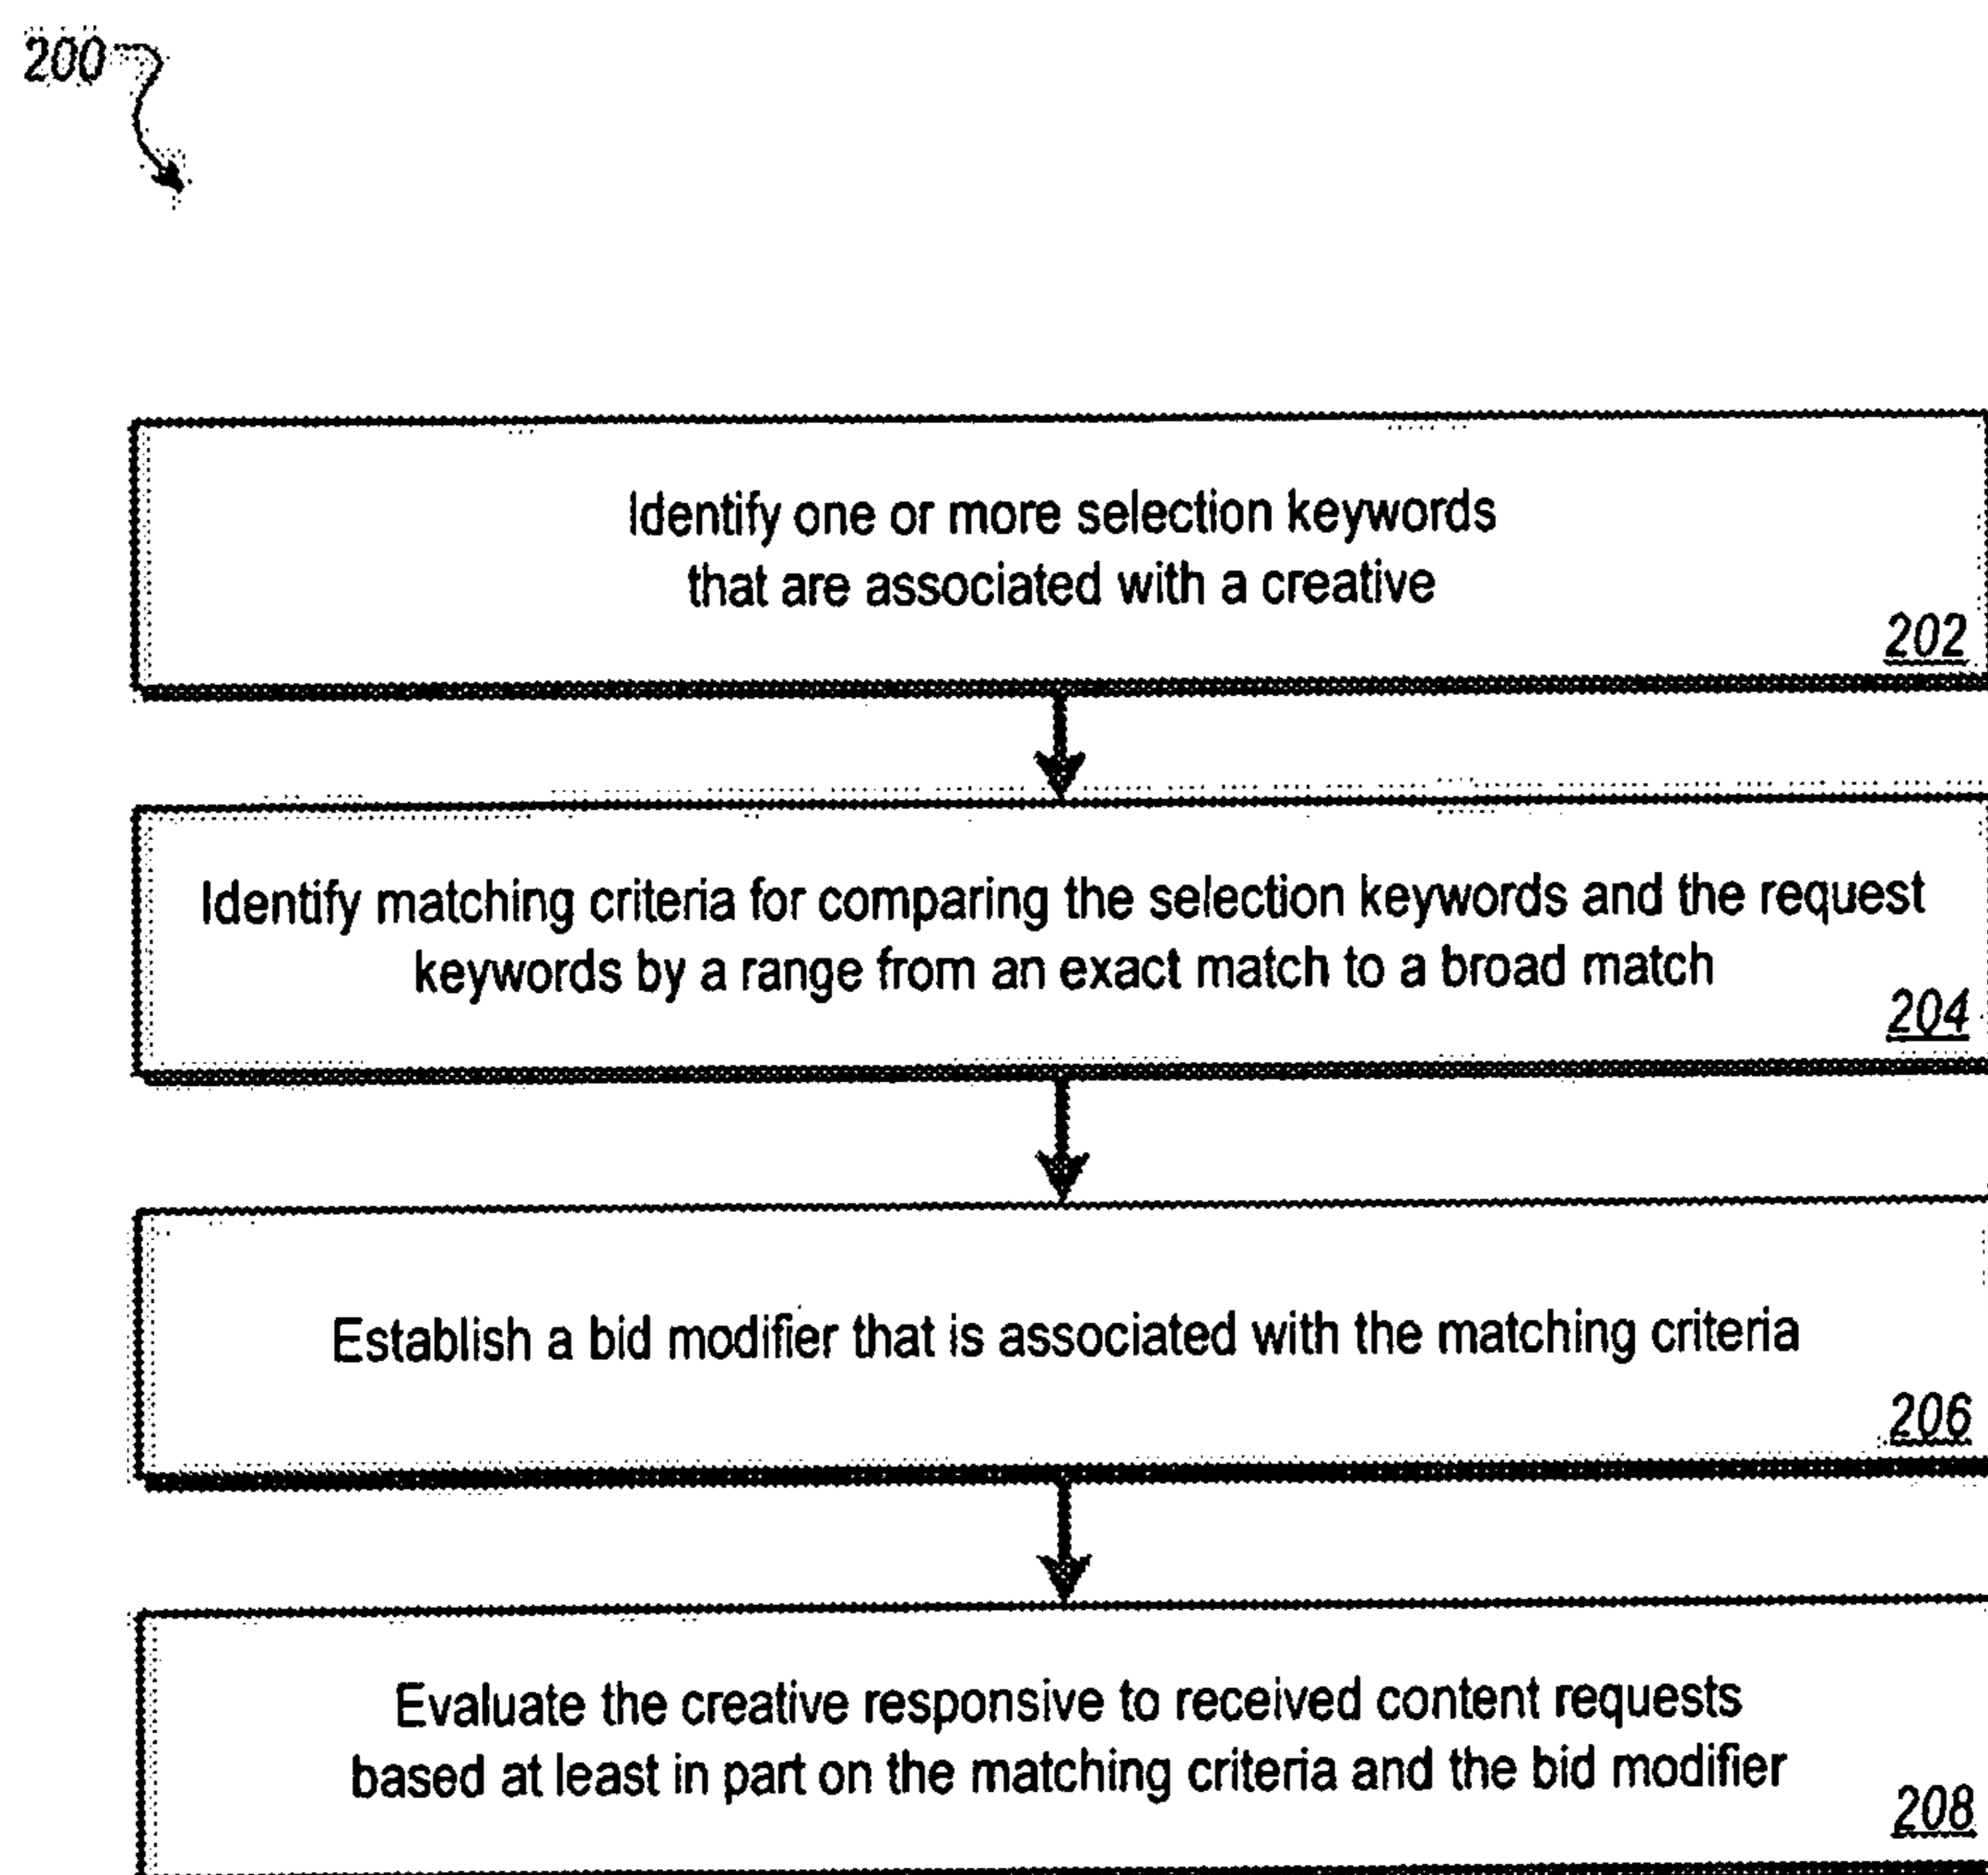 200
Identify one or more selection keywords
that are associated with a creative
202
Identify matching criteria for comparing the selection keywords and the request
keywords by a range from an exact match to a broad match
204
Establish a bid modifier that is associated with the matching criteria
206
Evaluate the creative responsive to received content requests
based at least in part on the matching criteria and the bid modifier
208